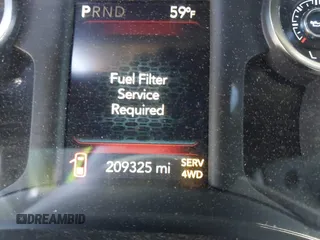 PRND 59°F
Fuel Filter
Service
Required
209325 mi SERV
4WD
DREAMBID